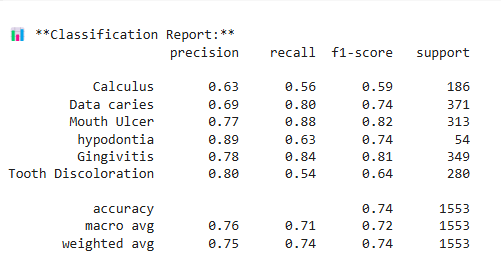 📊 **Classification Report:**
precision recall f1-score support
Calculus 0.63 0.56 0.59 186
Data caries 0.69 0.80 0.74 371
Mouth Ulcer 0.77 0.88 0.82 313
hypodontia 0.89 0.63 0.74 54
Gingivitis 0.78 0.84 0.81 349
Tooth Discoloration 0.80 0.54 0.64 280
accuracy 0.74 1553
macro avg 0.76 0.71 0.72 1553
weighted avg 0.75 0.74 0.74 1553